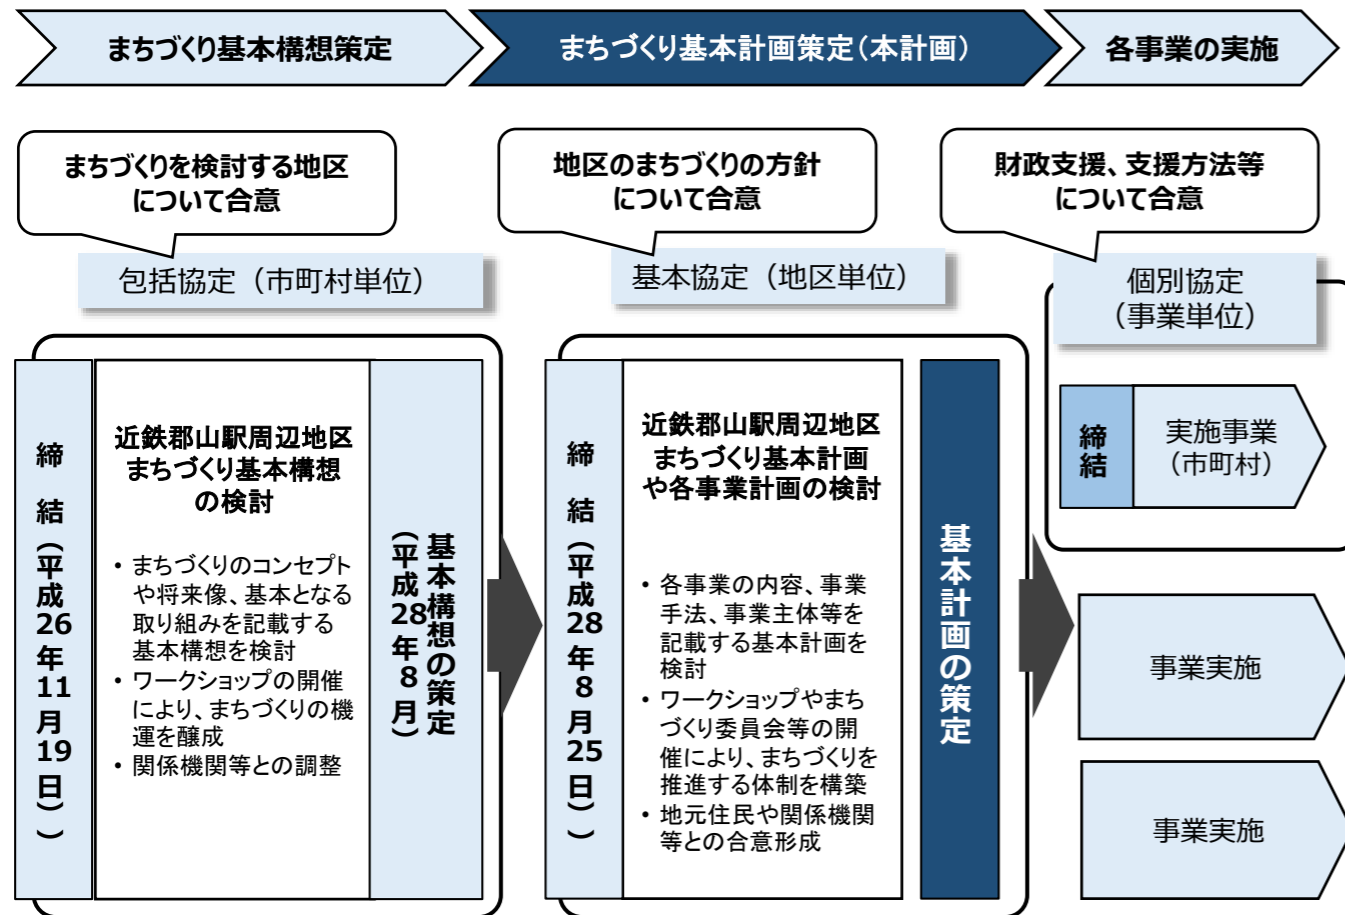 まちづくり基本構想策定
まちづくり基本計画策定(本計画)
各事業の実施
まちづくりを検討する地区
について合意
地区のまちづくりの方針
について合意
財政支援、支援方法等
について合意
包括協定(市町村単位)
基本協定(地区単位)
個別協定
(事業単位)
締結(平成26年11月19日))
近鉄郡山駅周辺地区
まちづくり基本構想
の検討
• まちづくりのコンセプト
や将来像、基本となる
取り組みを記載する
基本構想を検討
• ワークショップの開催
により、まちづくりの機
運を醸成
• 関係機関等との調整
基本構想の策定
(平成28年8月)
締結(平成28年8月25日))
近鉄郡山駅周辺地区
まちづくり基本計画
や各事業計画の検討
• 各事業の内容、事業
手法、事業主体等を
記載する基本計画を
検討
• ワークショップやまち
づくり委員会等の開
催により、まちづくりを
推進する体制を構築
• 地元住民や関係機関
等との合意形成
基本計画の策定
締結
実施事業
(市町村)
事業実施
事業実施